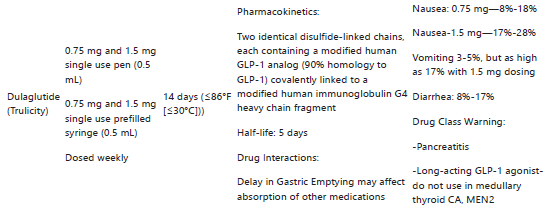 Dulaglutide
(Trulicity)
0.75 mg and 1.5 mg
single use pen (0.5
mL)
0.75 mg and 1.5 mg
single use prefilled
syringe (0.5 mL)
Dosed weekly
14 days (≤86°F
[≤30°C]))
Pharmacokinetics:
Two identical disulfide-linked chains,
each containing a modified human
GLP-1 analog (90% homology to
GLP-1) covalently linked to a
modified human immunoglobulin G4
heavy chain fragment
Half-life: 5 days
Drug Interactions:
Delay in Gastric Emptying may affect
absorption of other medications
Nausea: 0.75 mg—8%-18%
Nausea-1.5 mg—17%-28%
Vomiting 3-5%, but as high
as 17% with 1.5 mg dosing
Diarrhea: 8%-17%
Drug Class Warning:
-Pancreatitis
-Long-acting GLP-1 agonist-
do not use in medullary
thyroid CA, MEN2